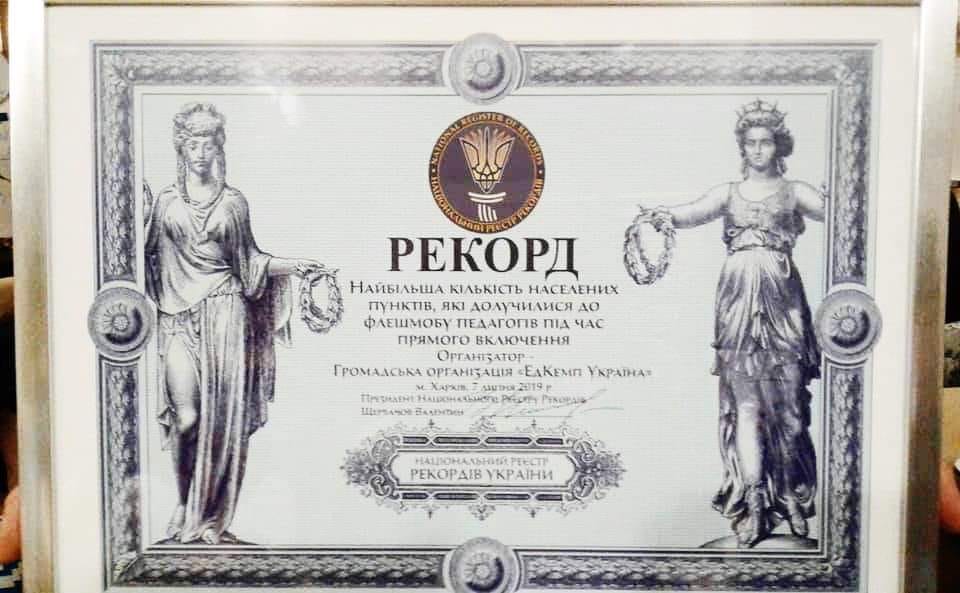 NATIONAL REGISTER OF RECORDS
НАЦІОНАЛЬНИЙ РЕЄСТР РЕКОРДІВ
РЕКОРД
Найбільша кількість населених
пунктів, які долучилися до
флешмобу педагогів під час
прямого включення
Організатор -
Громадська організація «ЕдКемп Україна»
м. Харків, 7 липня 2019 р
Президент Національного Реєстру Рекордів
Щербачов Валентин
НАЦІОНАЛЬНИЙ РЕЄСТР
РЕКОРДІВ УКРАЇНИ